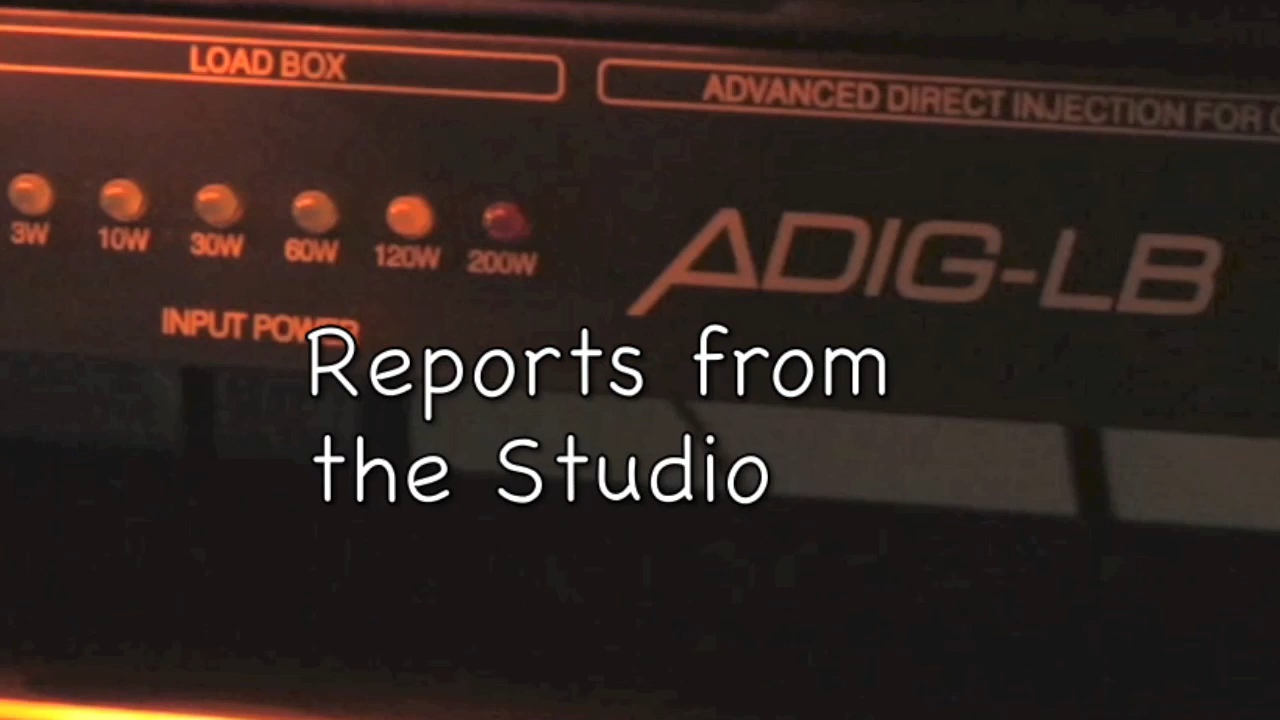 LOAD BOX
ADVANCED DIRECT INJECTION FOR
3W 10W 30W 60W 120W 200W
ADIG-LB
INPUT POWER
Reports from
the Studio